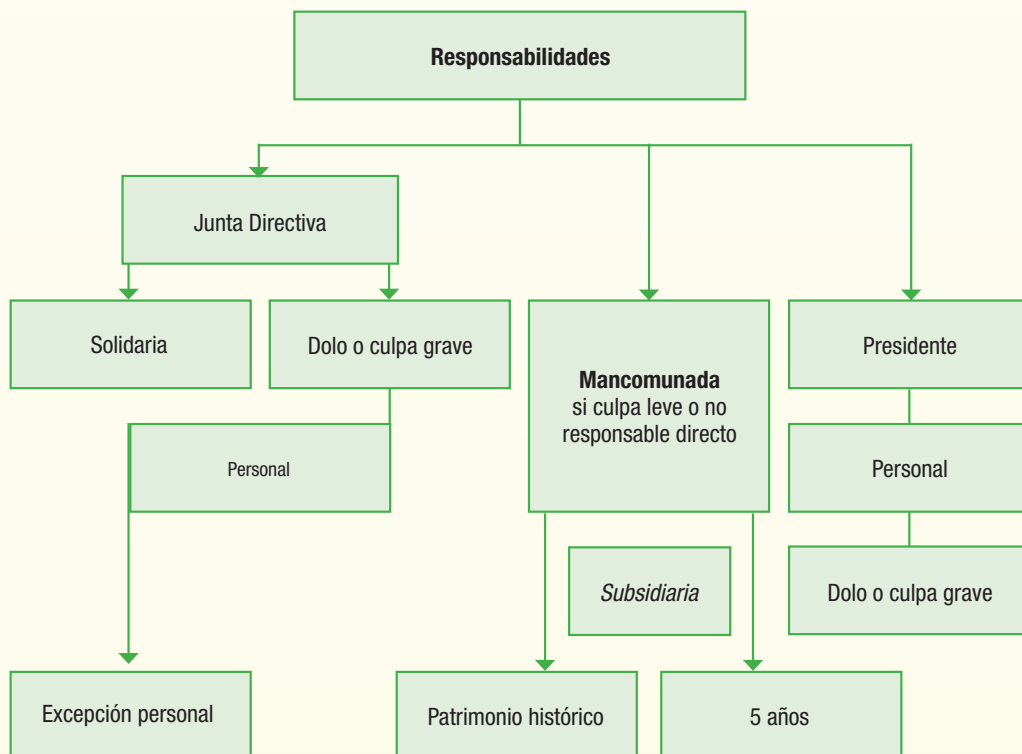 Responsabilidades
Junta Directiva
Solidaria
Dolo o culpa grave
Mancomunada
si culpa leve o no
responsable directo
Presidente
Personal
Personal
Subsidiaria
Dolo o culpa grave
Excepción personal
Patrimonio histórico
5 años